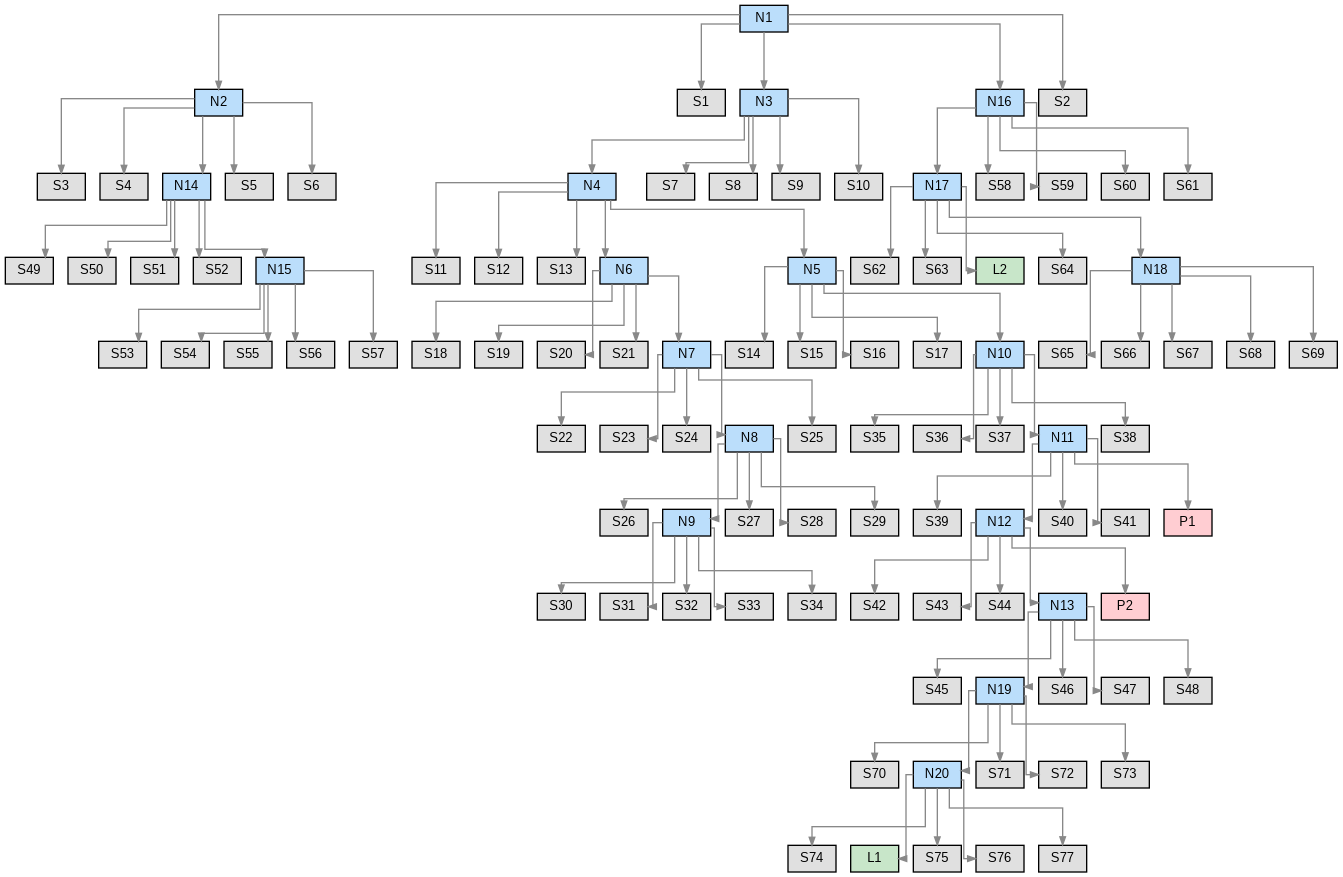 N1
N2 S1 N3 N16 S2
S3 S4 N14 S5 S6 N4 S7 S8 S9 S10 N17 S58 S59 S60 S61
S49 S50 S51 S52 N15 S11 S12 S13 N6 N5 S62 S63 L2 S64 N18
S53 S54 S55 S56 S57 S18 S19 S20 S21 N7 S14 S15 S16 S17 N10 S65 S66 S67 S68 S69
S22 S23 S24 N8 S25 S35 S36 S37 N11 S38
S26 N9 S27 S28 S29 S39 N12 S40 S41 P1
S30 S31 S32 S33 S34 S42 S43 S44 N13 P2
S45 N19 S46 S47 S48
S70 N20 S71 S72 S73
S74 L1 S75 S76 S77